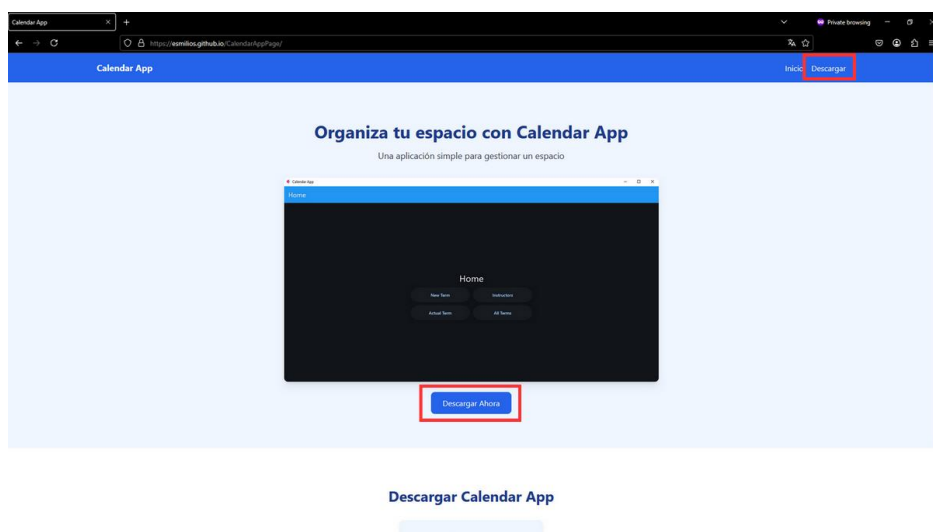 Calendar App
Private browsing
https://esmilios.github.io/CalendarAppPage/
Calendar App
Inicio
Descargar
Organiza tu espacio con Calendar App
Una aplicación simple para gestionar un espacio
Calendar App
Home
Home
New Term
Instructors
Actual Term
All Terms
Descargar Ahora
Descargar Calendar App